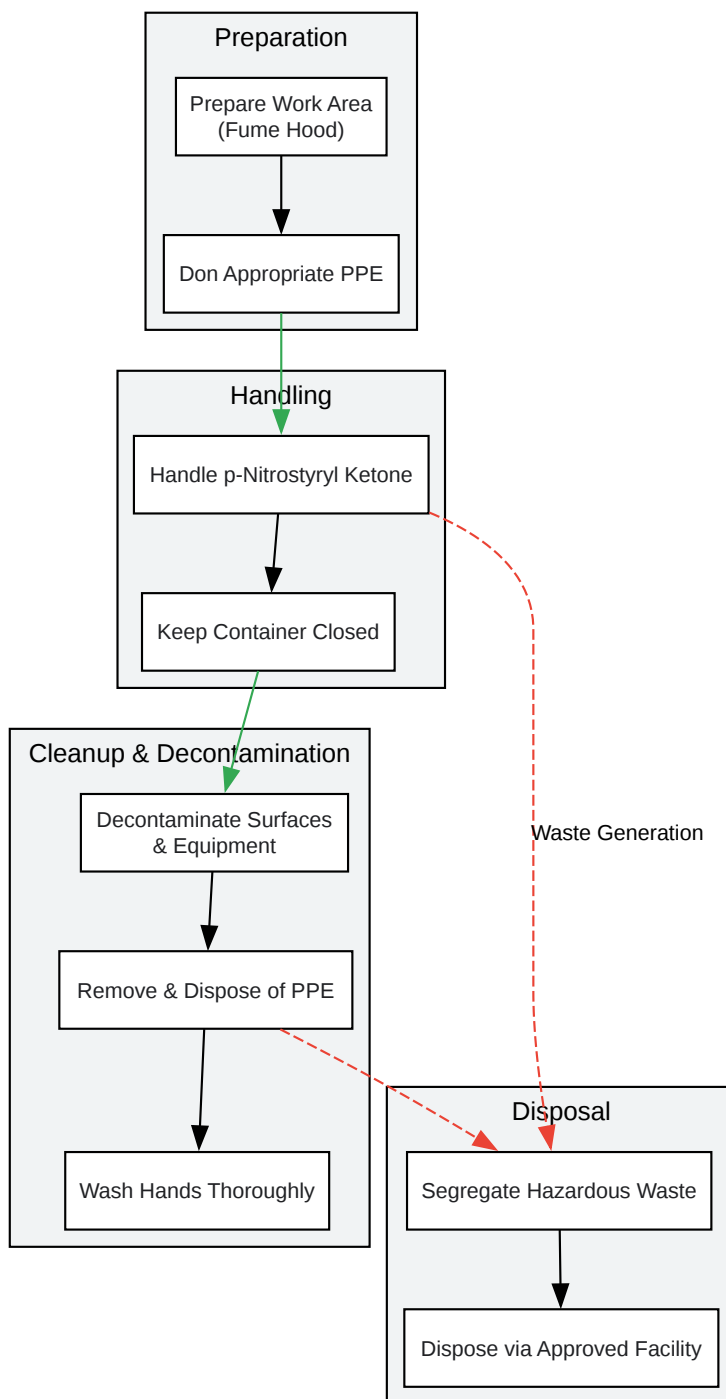 Preparation
Prepare Work Area
(Fume Hood)
Don Appropriate PPE
Handling
Handle p-Nitrostyryl Ketone
Keep Container Closed
Cleanup & Decontamination
Decontaminate Surfaces
& Equipment
Waste Generation
Remove & Dispose of PPE
Wash Hands Thoroughly
Disposal
Segregate Hazardous Waste
Dispose via Approved Facility